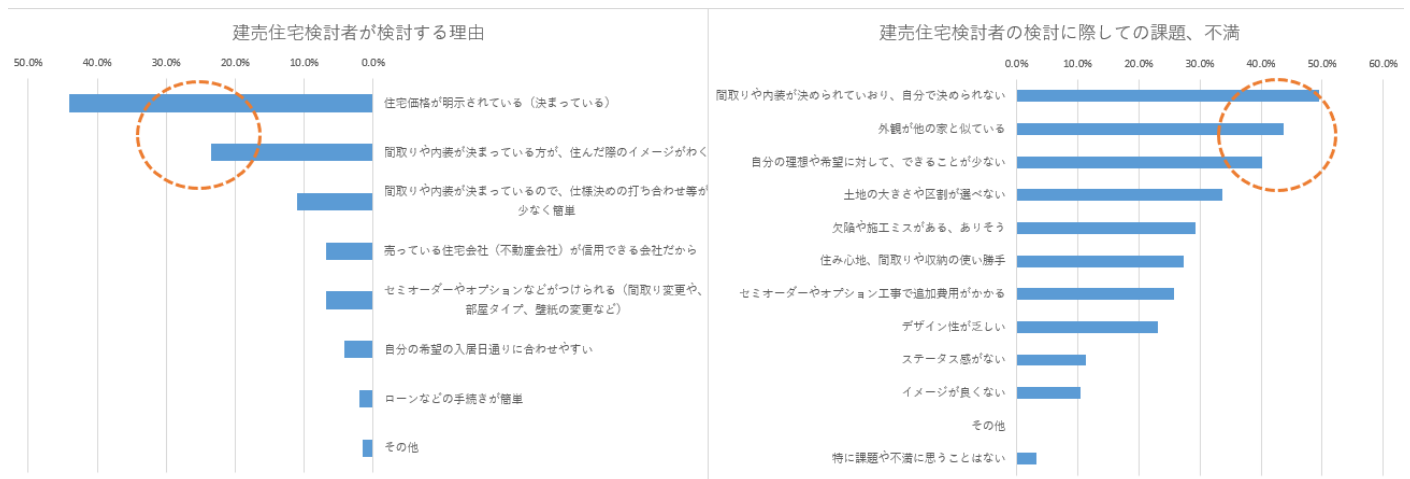 建売住宅検討者が検討する理由
50.0%
40.0%
30.0%
20.0%
10.0%
0.0%
住宅価格が明示されている（決まっている）
間取りや内装が決まっている方が、住んだ際のイメージがわく
間取りや内装が決まっているので、仕様決めの打ち合わせ等が
少なく簡単
売っている住宅会社（不動産会社）が信用できる会社だから
セミオーダーやオプションなどがつけられる（間取り変更や、
部屋タイプ、壁紙の変更など）
自分の希望の入居日通りに合わせやすい
ローンなどの手続きが簡単
その他
建売住宅検討者の検討に際しての課題、不満
0.0%
10.0%
20.0%
30.0%
40.0%
50.0%
60.0%
間取りや内装が決められていおり、自分で決められない
外観が他の家と似ている
自分の理想や希望に対して、できることが少ない
土地の大きさや区割が選べない
欠陥や施工ミスがある、ありそう
住み心地、間取りや収納の使い勝手
セミオーダーやオプション工事で追加費用がかかる
デザイン性が乏しい
ステータス感がない
イメージが良くない
その他
特に課題や不満に思うことはない